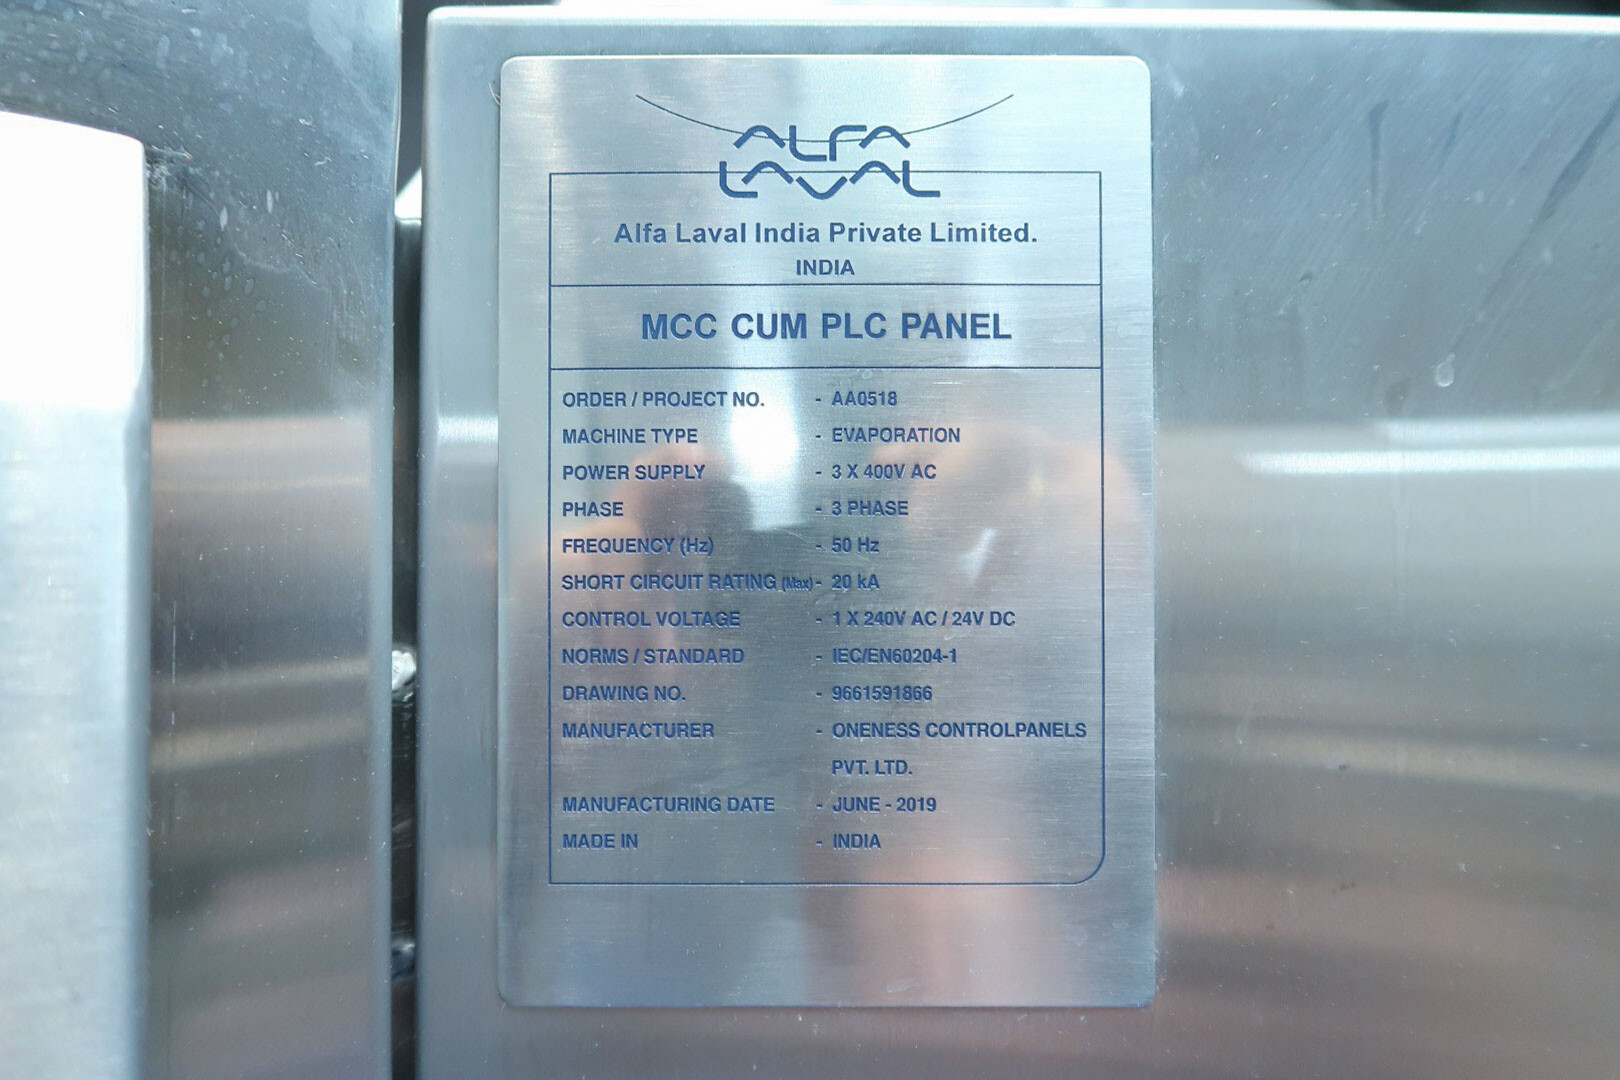 ALFA
LAVAL
Alfa Laval India Private Limited.
INDIA
MCC CUM PLC PANEL
ORDER / PROJECT NO. - AA0518
MACHINE TYPE - EVAPORATION
POWER SUPPLY - 3 X 400V AC
PHASE - 3 PHASE
FREQUENCY (Hz) - 50 Hz
SHORT CIRCUIT RATING (Max) - 20 kA
CONTROL VOLTAGE - 1 X 240V AC / 24V DC
NORMS / STANDARD - IEC/EN60204-1
DRAWING NO. - 9661591866
MANUFACTURER - ONENESS CONTROLPANELS
PVT. LTD.
MANUFACTURING DATE - JUNE - 2019
MADE IN - INDIA